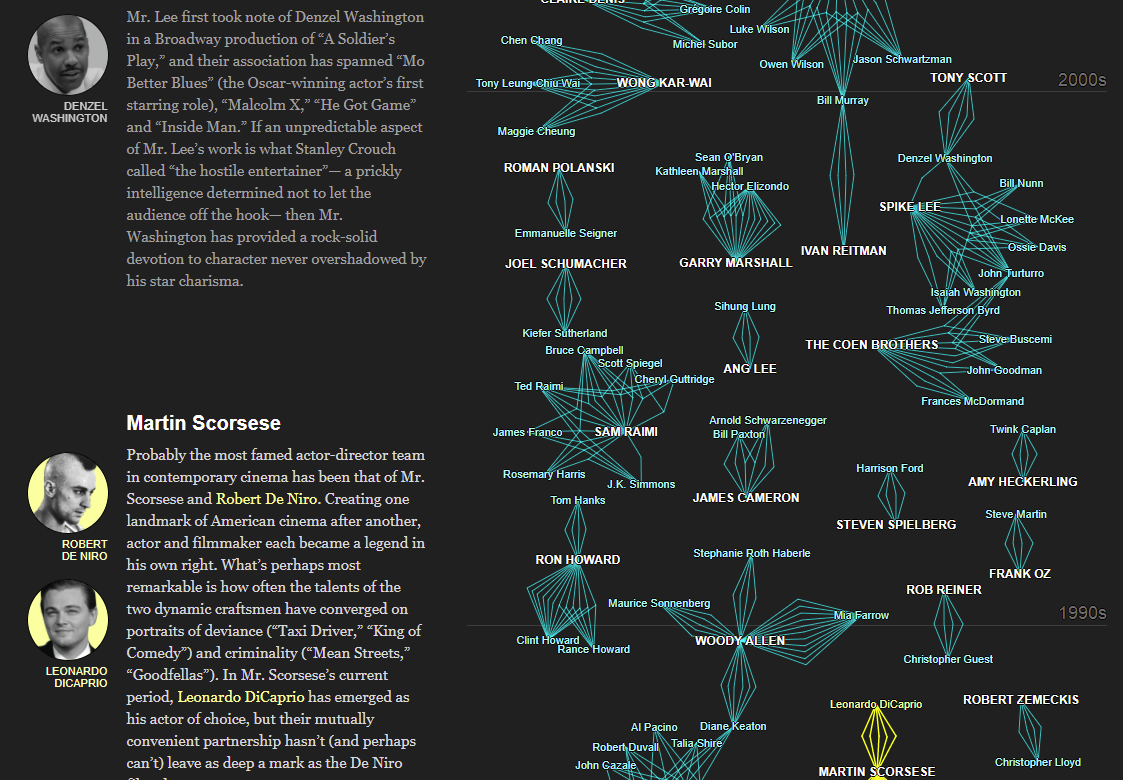 Mr. Lee first took note of Denzel Washington
in a Broadway production of “A Soldier’s
Play,” and their association has spanned “Mo
Better Blues” (the Oscar-winning actor’s first
starring role), “Malcolm X,” “He Got Game”
and “Inside Man.” If an unpredictable aspect
of Mr. Lee’s work is what Stanley Crouch
called “the hostile entertainer”— a prickly
intelligence determined not to let the
audience off the hook— then Mr.
Washington has provided a rock-solid
devotion to character never overshadowed by
his star charisma.
DENZEL
WASHINGTON
Martin Scorsese
Probably the most famed actor-director team
in contemporary cinema has been that of Mr.
Scorsese and Robert De Niro. Creating one
landmark of American cinema after another,
actor and filmmaker each became a legend in
his own right. What’s perhaps most
remarkable is how often the talents of the
two dynamic craftsmen have converged on
portraits of deviance (“Taxi Driver,” “King of
Comedy”) and criminality (“Mean Streets,”
“Goodfellas”). In Mr. Scorsese’s current
period, Leonardo DiCaprio has emerged as
his actor of choice, but their mutually
convenient partnership hasn’t (and perhaps
can’t) leave as deep a mark as the De Niro
ROBERT
DE NIRO
LEONARDO
DICAPRIO
CLAIRE DENIS
Gregoire Colin
Luke Wilson
Chen Chang
Michel Subor
Owen Wilson
Jason Schwartzman
Tony Leung Chiu Wai
WONG KAR-WAI
TONY SCOTT
2000s
Bill Murray
Maggie Cheung
Sean O'Bryan
Denzel Washington
ROMAN POLANSKI
Kathleen Marshall
Hector Elizondo
Bill Nunn
SPIKE LEE
Lonette McKee
Emmanuelle Seigner
IVAN REITMAN
Ossie Davis
JOEL SCHUMACHER
GARRY MARSHALL
John Turturro
Isaiah Washington
Sihung Lung
Thomas Jefferson Byrd
Kiefer Sutherland
THE COEN BROTHERS
Steve Buscemi
Bruce Campbell
Scott Spiegel
ANG LEE
John Goodman
Cheryl Guttridge
Ted Raimi
Frances McDormand
Arnold Schwarzenegger
James Franco
SAM RAIMI
Bill Paxton
Twink Caplan
Rosemary Harris
Harrison Ford
J.K. Simmons
AMY HECKERLING
Tom Hanks
JAMES CAMERON
Steve Martin
STEVEN SPIELBERG
RON HOWARD
Stephanie Roth Haberle
FRANK OZ
ROB REINER
Maurice Sonnenberg
Mia Farrow
1990s
Clint Howard
WOODY ALLEN
Rance Howard
Christopher Guest
Leonardo DiCaprio
ROBERT ZEMECKIS
Al Pacino
Diane Keaton
Robert Duvall
Talia Shire
John Cazale
Christopher Lloyd
MARTIN SCORSESE